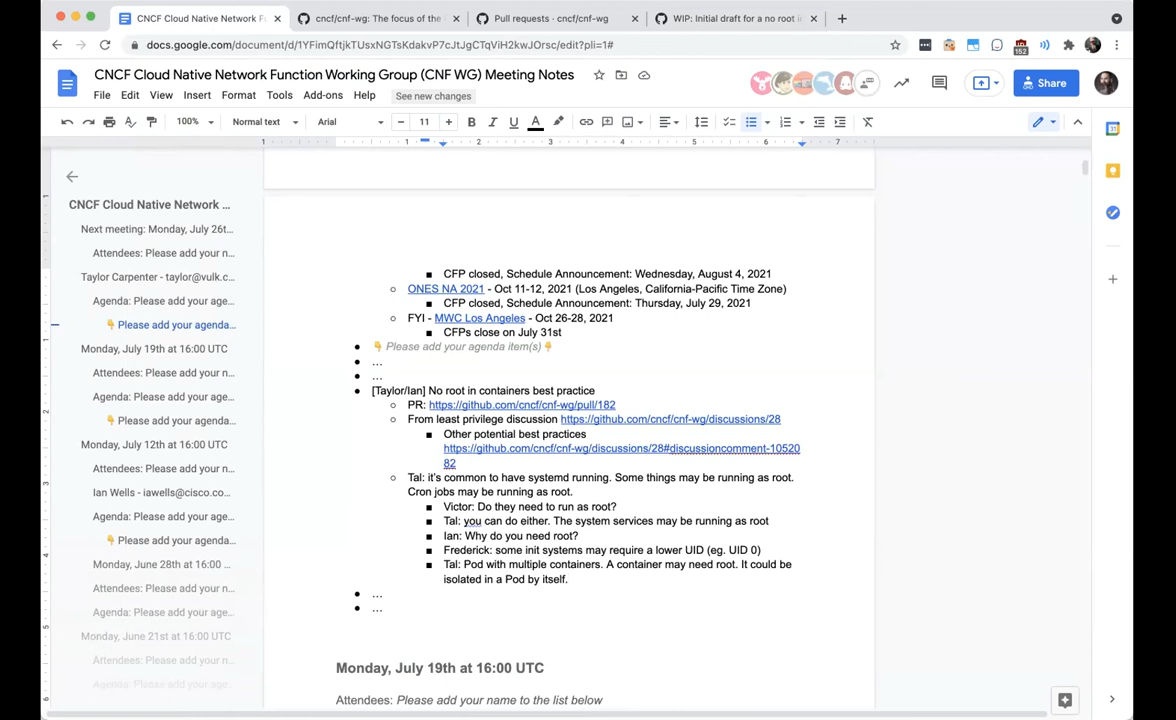 CNCF Cloud Native Network F
cncf/cnf-wg: The focus of the
Pull requests · cncf/cnf-wg
WIP: Initial draft for a no root in
docs.google.com/document/d/1YFimQftjkTUsxNGTsKdakvP7cJtJgCTqViH2kwJOrsc/edit?pli=1#
152
CNCF Cloud Native Network Function Working Group (CNF WG) Meeting Notes
File Edit View Insert Format Tools Add-ons Help See new changes
Share
100% Normal text Arial 11
1 1 2 3 4 5 6 7
CNCF Cloud Native Network ...
Next meeting: Monday, July 26t...
Attendees: Please add your n...
Taylor Carpenter - taylor@vulk.c...
Agenda: Please add your age...
👇 Please add your agenda...
Monday, July 19th at 16:00 UTC
Attendees: Please add your n...
Agenda: Please add your age...
👇 Please add your agenda...
Monday, July 12th at 16:00 UTC
Attendees: Please add your n...
Ian Wells - iawells@cisco.co...
Agenda: Please add your age...
👇 Please add your agenda...
Monday, June 28th at 16:00 ...
Attendees: Please add your n...
Agenda: Please add your age...
Monday, June 21st at 16:00 UTC
Attendees: Please add your n...
Agenda: Please add your age...
■ CFP closed, Schedule Announcement: Wednesday, August 4, 2021
○ ONES NA 2021 - Oct 11-12, 2021 (Los Angeles, California-Pacific Time Zone)
■ CFP closed, Schedule Announcement: Thursday, July 29, 2021
○ FYI - MWC Los Angeles - Oct 26-28, 2021
■ CFPs close on July 31st
● 👇 Please add your agenda item(s)👇
● ...
● ...
● [Taylor/Ian] No root in containers best practice
○ PR: https://github.com/cncf/cnf-wg/pull/182
○ From least privilege discussion https://github.com/cncf/cnf-wg/discussions/28
■ Other potential best practices
https://github.com/cncf/cnf-wg/discussions/28#discussioncomment-10520
82
○ Tal: it's common to have systemd running. Some things may be running as root.
Cron jobs may be running as root.
■ Victor: Do they need to run as root?
■ Tal: you can do either. The system services may be running as root
■ Ian: Why do you need root?
■ Frederick: some init systems may require a lower UID (eg. UID 0)
■ Tal: Pod with multiple containers. A container may need root. It could be
isolated in a Pod by itself.
● ...
● ...
Monday, July 19th at 16:00 UTC
Attendees: Please add your name to the list below